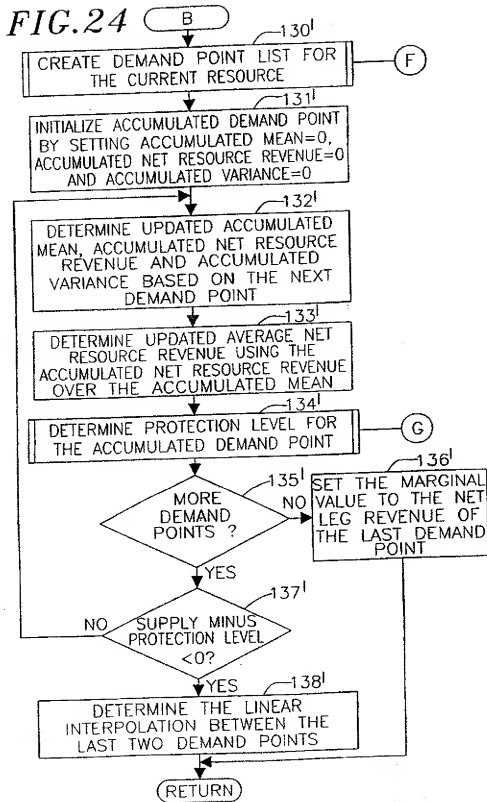 FIG.24
B
130'
CREATE DEMAND POINT LIST FOR
THE CURRENT RESOURCE
F
131'
INITIALIZE ACCUMULATED DEMAND POINT
BY SETTING ACCUMULATED MEAN=0,
ACCUMULATED NET RESOURCE REVENUE=0
AND ACCUMULATED VARIANCE=0
132'
DETERMINE UPDATED ACCUMULATED
MEAN, ACCUMULATED NET RESOURCE
REVENUE AND ACCUMULATED
VARIANCE BASED ON THE NEXT
DEMAND POINT
133'
DETERMINE UPDATED AVERAGE NET
RESOURCE REVENUE USING THE
ACCUMULATED NET RESOURCE REVENUE
OVER THE ACCUMULATED MEAN
134'
DETERMINE PROTECTION LEVEL FOR
THE ACCUMULATED DEMAND POINT
G
135'
MORE
DEMAND
POINTS ?
NO
136'
SET THE MARGINAL
VALUE TO THE NET
LEG REVENUE OF
THE LAST DEMAND
POINT
YES
137'
NO
SUPPLY MINUS
PROTECTION LEVEL
<0?
YES
138'
DETERMINE THE LINEAR
INTERPOLATION BETWEEN THE
LAST TWO DEMAND POINTS
RETURN